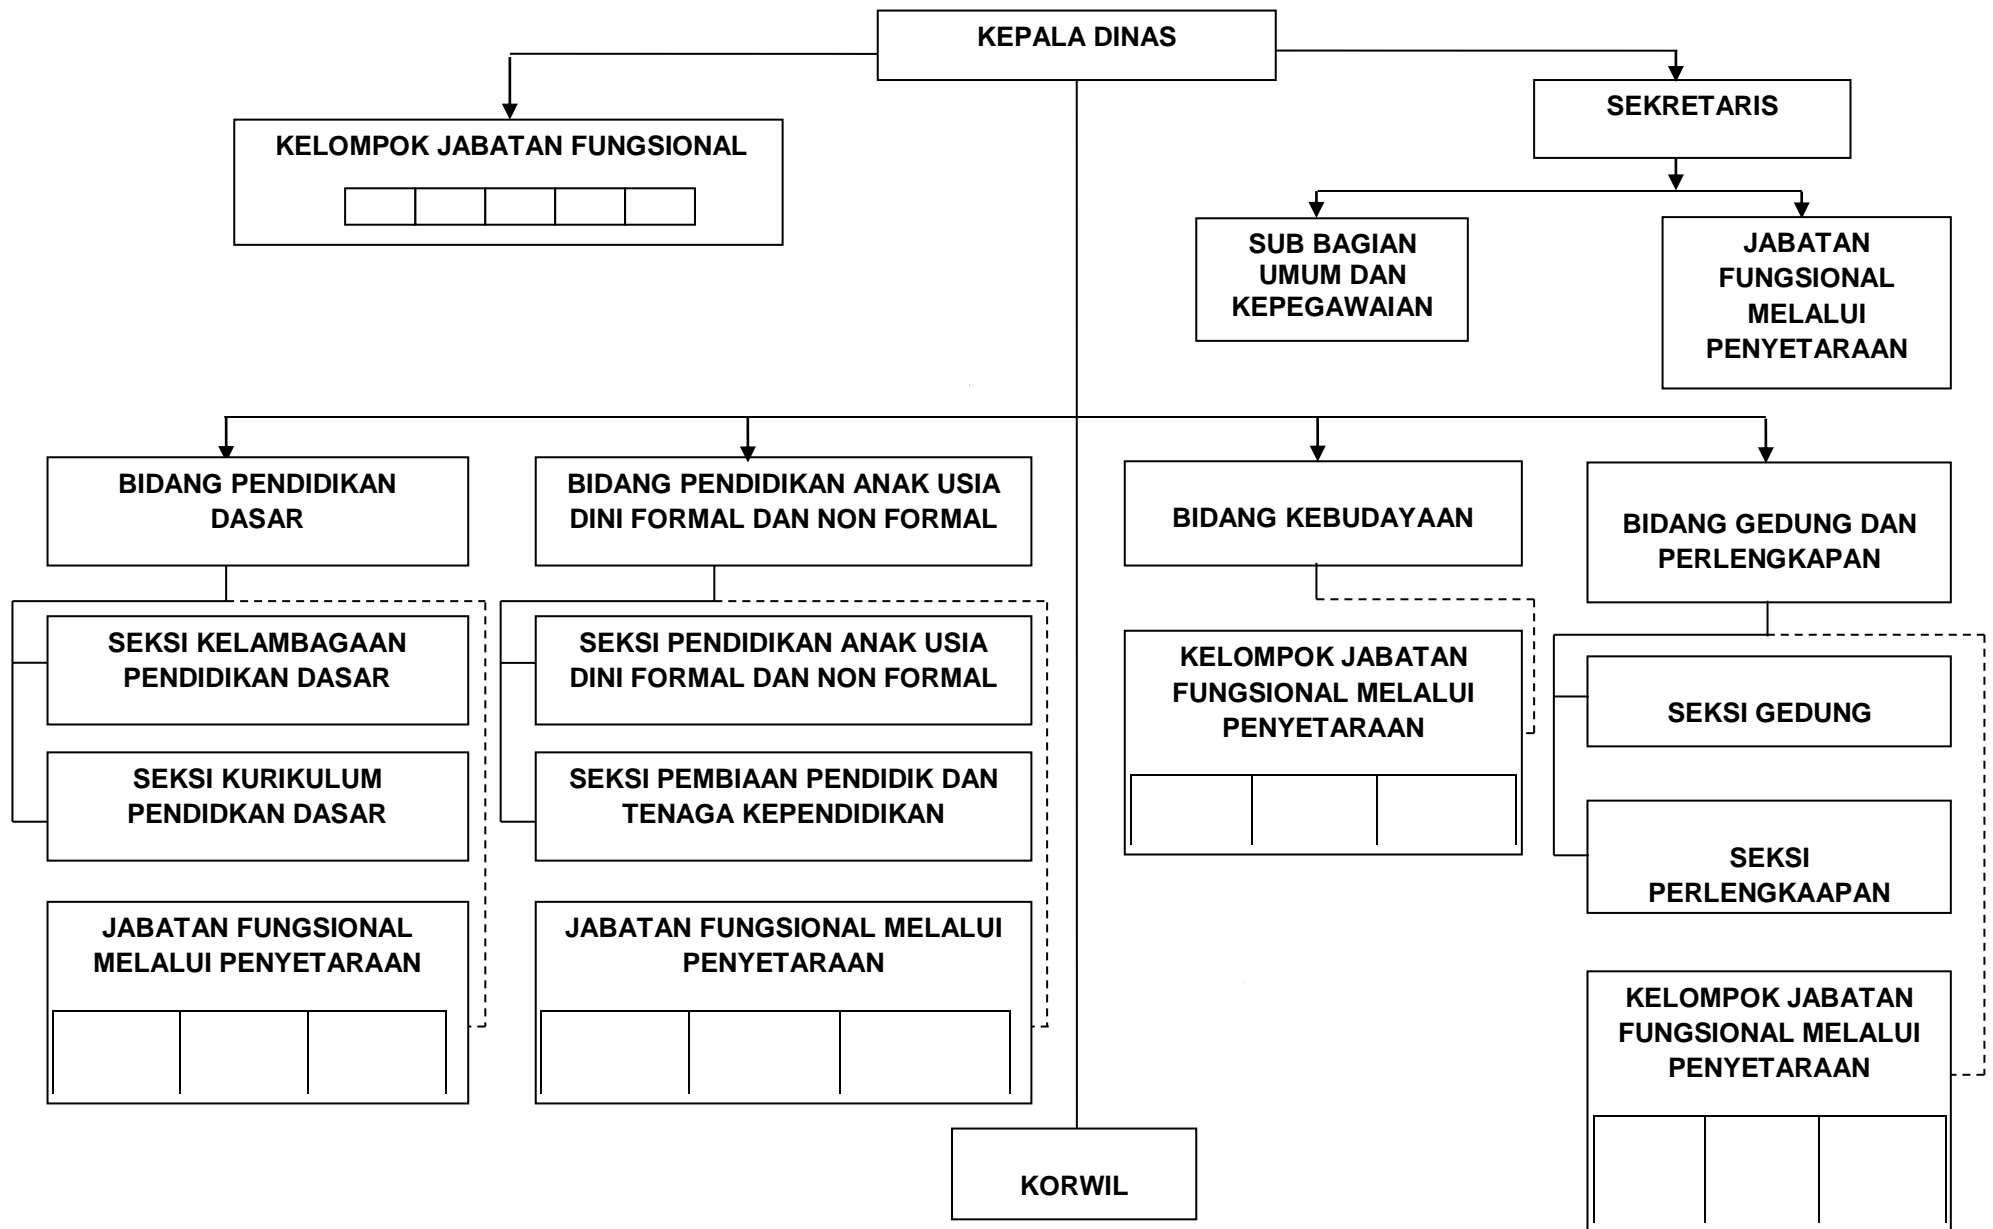 KEPALA DINAS
SEKRETARIS
KELOMPOK JABATAN FUNGSIONAL
SUB BAGIAN
UMUM DAN
KEPEGAWAIAN
JABATAN
FUNGSIONAL
MELALUI
PENYETARAAN
BIDANG PENDIDIKAN
DASAR
BIDANG PENDIDIKAN ANAK USIA
DINI FORMAL DAN NON FORMAL
BIDANG KEBUDAYAAN
BIDANG GEDUNG DAN
PERLENGKAPAN
SEKSI KELAMBAGAAN
PENDIDIKAN DASAR
SEKSI PENDIDIKAN ANAK USIA
DINI FORMAL DAN NON FORMAL
KELOMPOK JABATAN
FUNGSIONAL MELALUI
PENYETARAAN
SEKSI GEDUNG
SEKSI KURIKULUM
PENDIDKAN DASAR
SEKSI PEMBIAAN PENDIDIK DAN
TENAGA KEPENDIDIKAN
SEKSI
PERLENGKAAPAN
JABATAN FUNGSIONAL
MELALUI PENYETARAAN
JABATAN FUNGSIONAL MELALUI
PENYETARAAN
KELOMPOK JABATAN
FUNGSIONAL MELALUI
PENYETARAAN
KORWIL